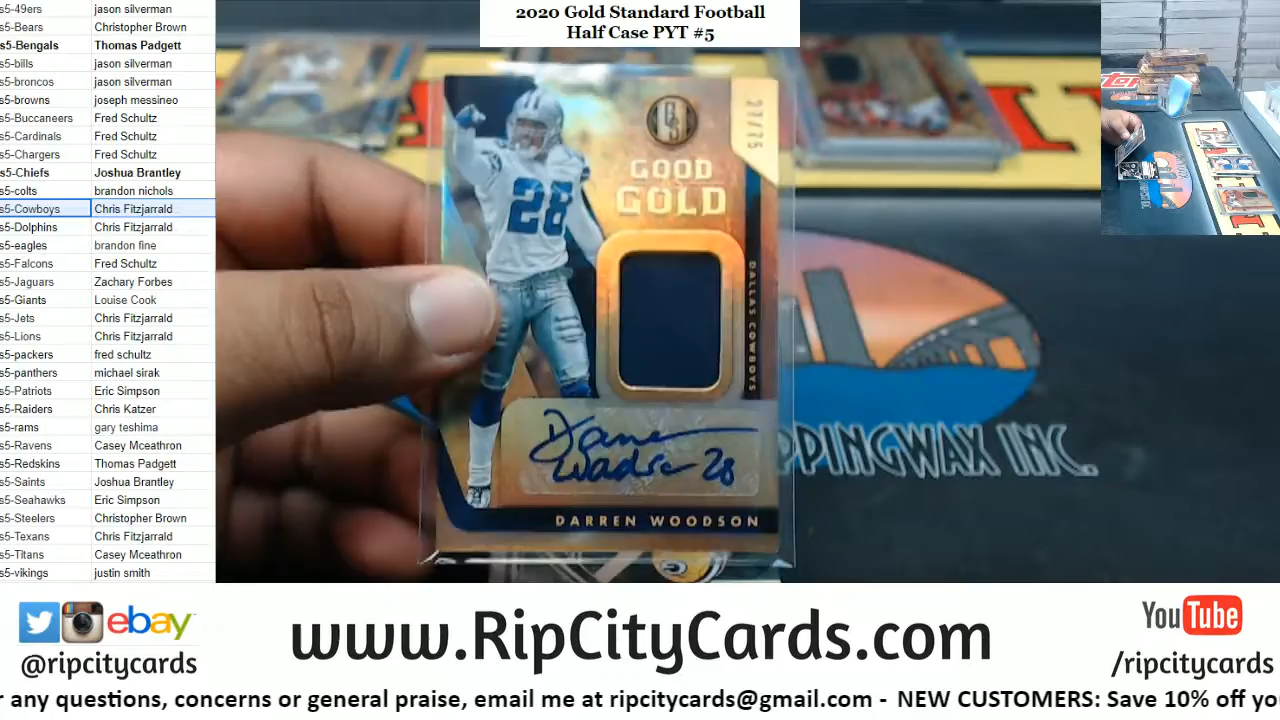 2020 Gold Standard Football
Half Case PYT #5
s5-49ers jason silverman
s5-Bears Christopher Brown
s5-Bengals Thomas Padgett
s5-bills jason silverman
s5-broncos jason silverman
s5-browns joseph messineo
s5-Buccaneers Fred Schultz
s5-Cardinals Fred Schultz
s5-Chargers Fred Schultz
s5-Chiefs Joshua Brantley
s5-colts brandon nichols
s5-Cowboys Chris Fitzjarrald
s5-Dolphins Chris Fitzjarrald
s5-eagles brandon fine
s5-Falcons Fred Schultz
s5-Jaguars Zachary Forbes
s5-Giants Louise Cook
s5-Jets Chris Fitzjarrald
s5-Lions Chris Fitzjarrald
s5-packers fred schultz
s5-panthers michael sirak
s5-Patriots Eric Simpson
s5-Raiders Chris Katzer
s5-rams gary teshima
s5-Ravens Casey Mceathron
s5-Redskins Thomas Padgett
s5-Saints Joshua Brantley
s5-Seahawks Eric Simpson
s5-Steelers Christopher Brown
s5-Texans Chris Fitzjarrald
s5-Titans Casey Mceathron
s5-vikings justin smith
GS
GOOD
GOLD
28
DALLAS COWBOYS
28
DARREN WOODSON
PPINGWAX INC.
ebay
@ripcitycards
www.RipCityCards.com
YouTube
/ripcitycards
r any questions, concerns or general praise, email me at ripcitycards@gmail.com - NEW CUSTOMERS: Save 10% off yo